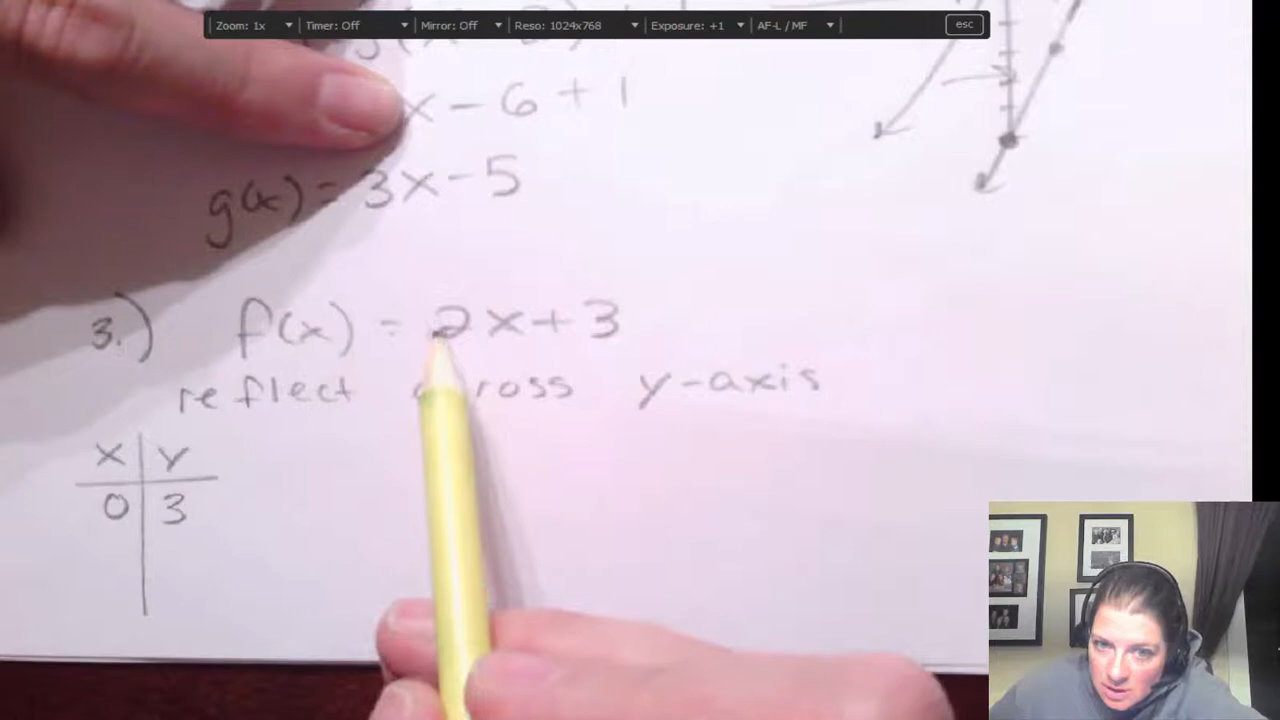 Zoom: 1x Timer: Off Mirror: Off Reso: 1024x768 Exposure: +1 AF-L / MF esc
x - 6 + 1
g(x) = 3x - 5
3.) f(x) = 2x + 3
reflect across y-axis
x y
0 3